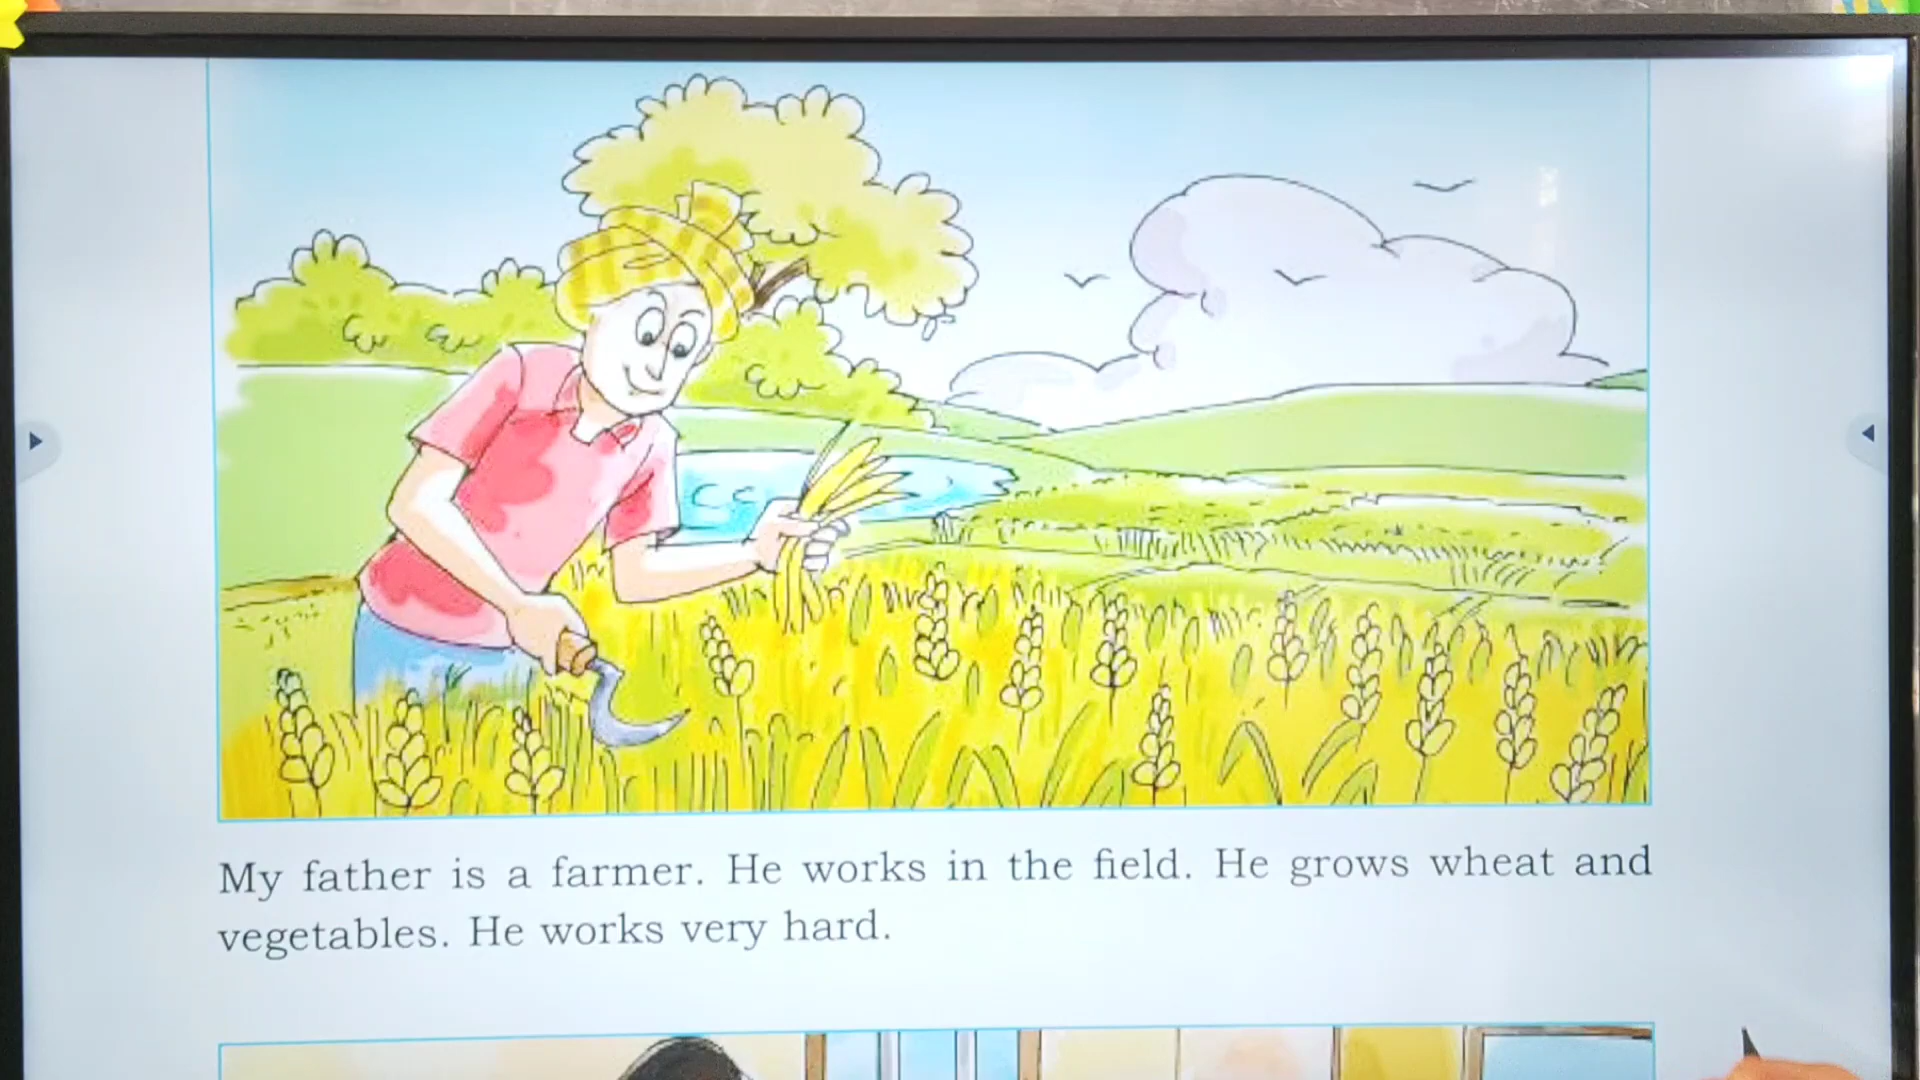 My father is a farmer. He works in the field. He grows wheat and
vegetables. He works very hard.